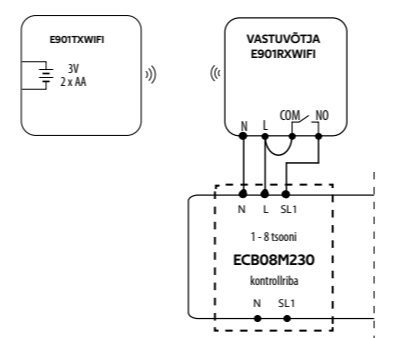 E901TXWIFI
3V
2 x AA
VASTUVÕTJA
E901RXWIFI
N L COM NO
N L SL1
1 - 8 tsooni
ECB08M230
kontrollriba
N SL1